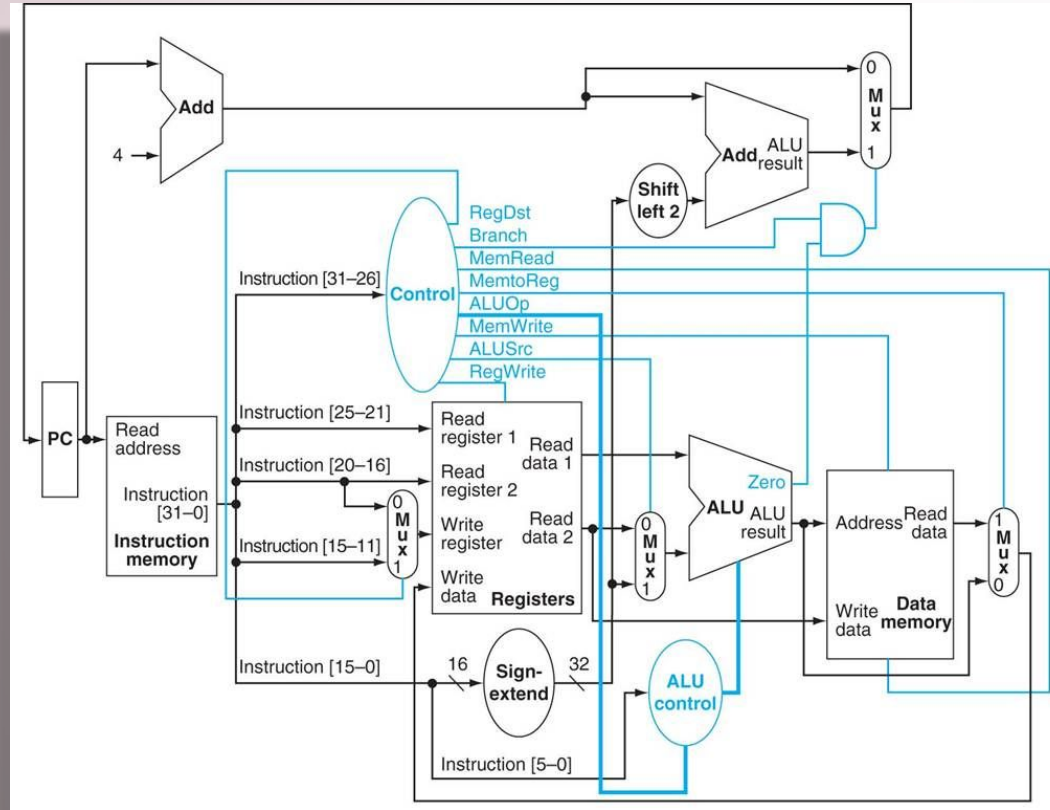 0
M
u
x
1
Add
4
Add
ALU
result
Shift
left 2
RegDst
Branch
MemRead
MemtoReg
ALUOp
MemWrite
ALUSrc
RegWrite
Control
Instruction [31–26]
PC
Read
address
Instruction
[31–0]
Instruction
memory
Instruction [25–21]
Instruction [20–16]
Instruction [15–11]
0
M
u
x
1
Read
register 1
Read
register 2
Write
register
Write
data
Read
data 1
Read
data 2
Registers
0
M
u
x
1
Zero
ALU
ALU
result
Address
Read
data
Write
data
Data
memory
1
M
u
x
0
Instruction [15–0]
16
Sign-
extend
32
ALU
control
Instruction [5–0]